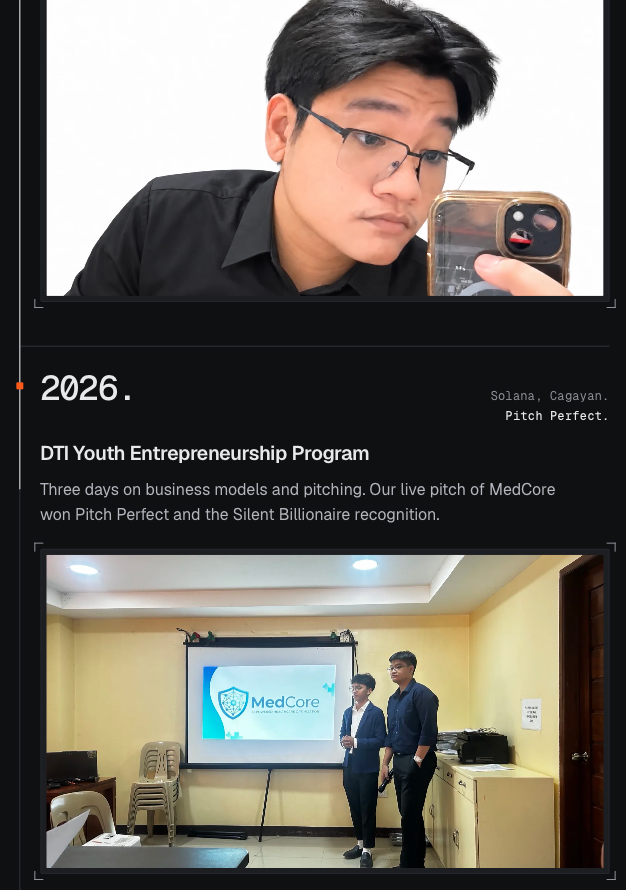 2026.
Solana, Cagayan.
Pitch Perfect.
DTI Youth Entrepreneurship Program
Three days on business models and pitching. Our live pitch of MedCore
won Pitch Perfect and the Silent Billionaire recognition.
MedCore